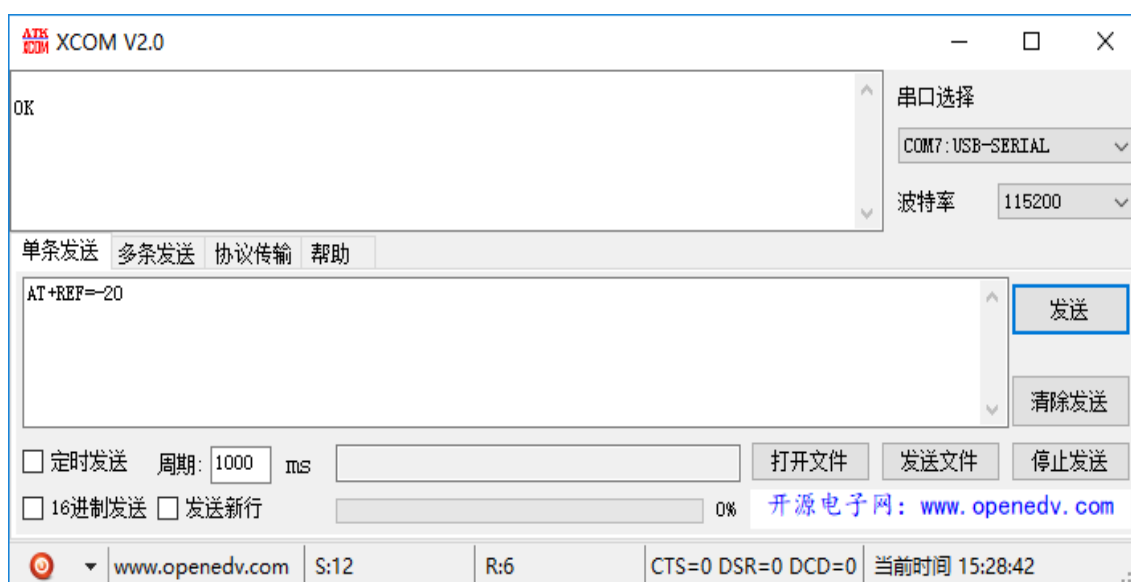 ATK XCOM XCOM V2.0
OK
串口选择
COM7:USB-SERIAL
波特率 115200
单条发送 多条发送 协议传输 帮助
AT+REF=-20
发送
清除发送
定时发送 周期: 1000 ms 打开文件 发送文件 停止发送
16进制发送 发送新行 0% 开源电子网: www.openedv.com
www.openedv.com S:12 R:6 CTS=0 DSR=0 DCD=0 当前时间 15:28:42